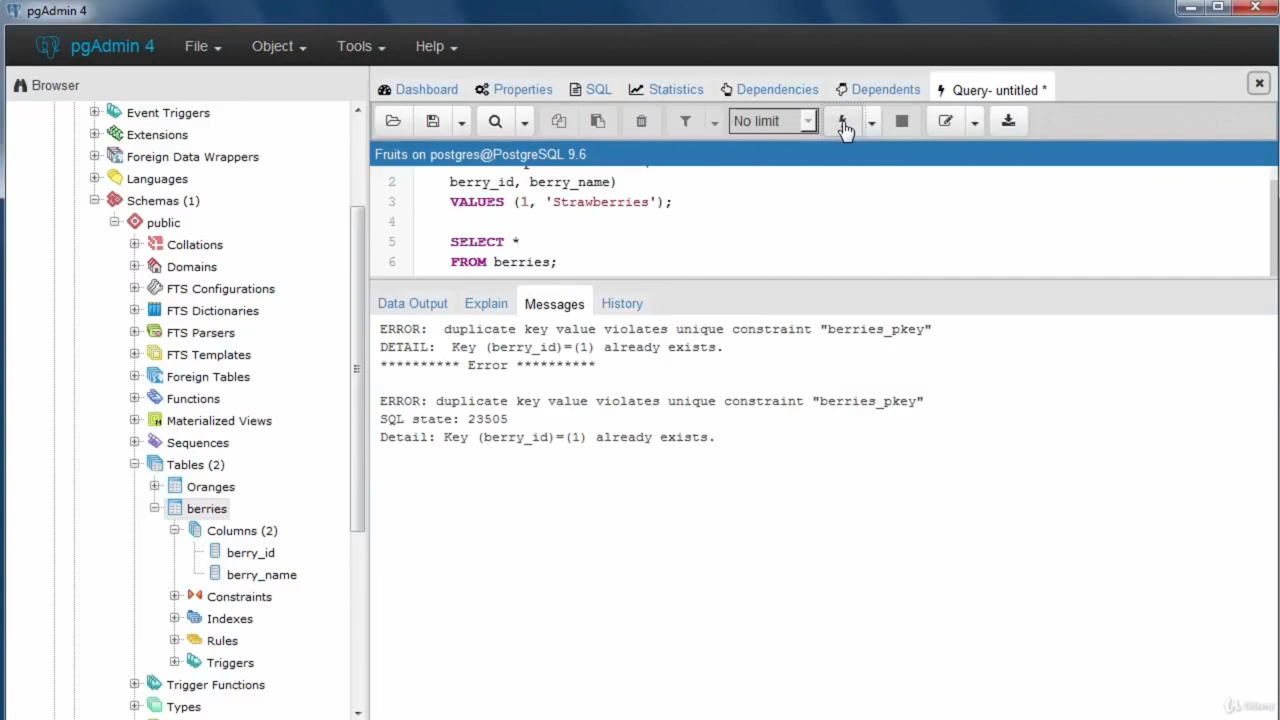 pgAdmin 4
pgAdmin 4 File Object Tools Help
Browser
Dashboard Properties SQL Statistics Dependencies Dependents Query- untitled *
No limit
Fruits on postgres@PostgreSQL 9.6
2 berry_id, berry_name)
3 VALUES (1, 'Strawberries');
4
5 SELECT *
6 FROM berries;
Data Output Explain Messages History
ERROR: duplicate key value violates unique constraint "berries_pkey"
DETAIL: Key (berry_id)=(1) already exists.
********** Error **********
ERROR: duplicate key value violates unique constraint "berries_pkey"
SQL state: 23505
Detail: Key (berry_id)=(1) already exists.
Event Triggers
Extensions
Foreign Data Wrappers
Languages
Schemas (1)
public
Collations
Domains
FTS Configurations
FTS Dictionaries
FTS Parsers
FTS Templates
Foreign Tables
Functions
Materialized Views
Sequences
Tables (2)
Oranges
berries
Columns (2)
berry_id
berry_name
Constraints
Indexes
Rules
Triggers
Trigger Functions
Types
Udemy